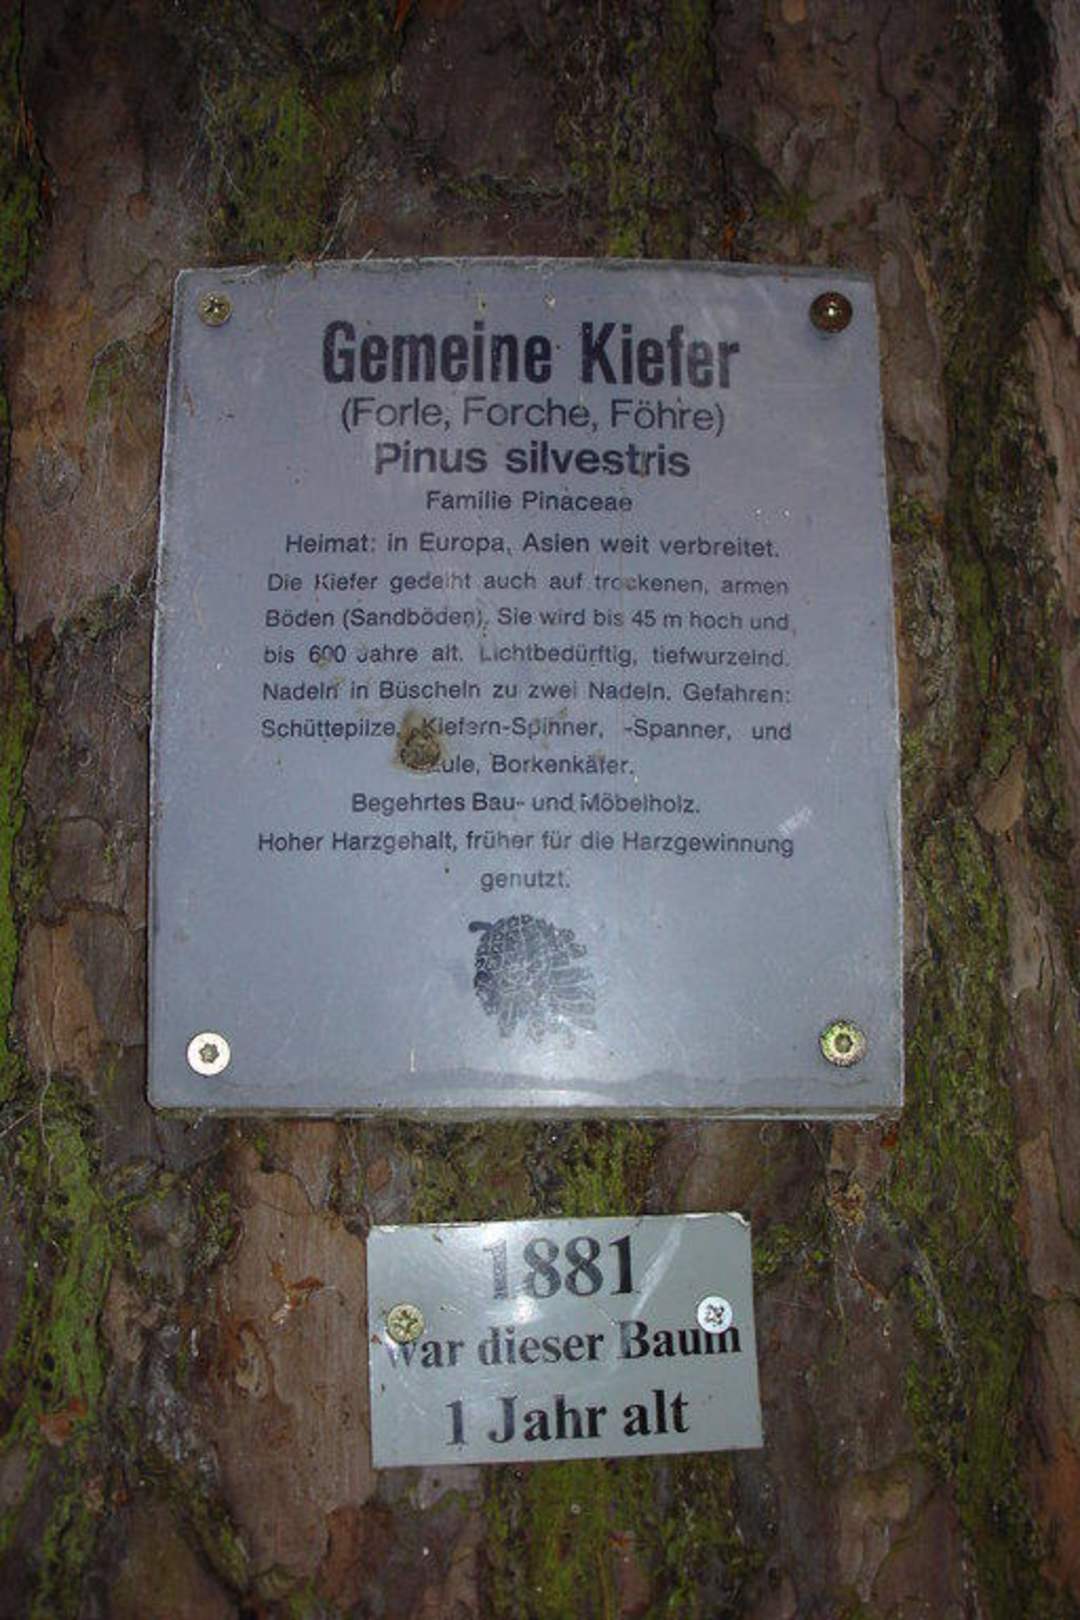 Gemeine Kiefer
(Forle, Forche, Föhre)
Pinus silvestris
Familie Pinaceae
Heimat: in Europa, Asien weit verbreitet.
Die Kiefer gedeiht auch auf trockenen, armen
Böden (Sandböden). Sie wird bis 45 m hoch und
bis 600 Jahre alt. Lichtbedürftig, tiefwurzelnd.
Nadeln in Büscheln zu zwei Nadeln. Gefahren:
Schüttepilze, Kiefern-Spinner, -Spanner, und
-Eule, Borkenkäfer.
Begehrtes Bau- und Möbelholz.
Hoher Harzgehalt, früher für die Harzgewinnung
genutzt.
1881
war dieser Baum
1 Jahr alt